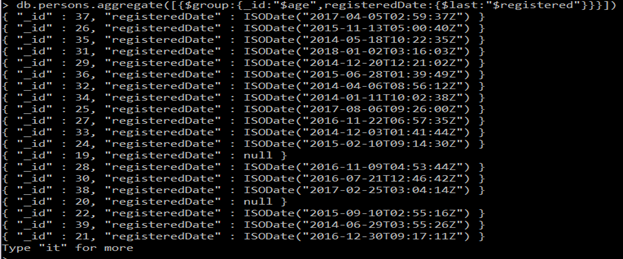 > db.persons.aggregate([{$group:{_id:"$age",registeredDate:{$last:"$registered"}}}])
{ "_id" : 37, "registeredDate" : ISODate("2017-04-05T02:59:37Z") }
{ "_id" : 26, "registeredDate" : ISODate("2015-11-13T05:00:40Z") }
{ "_id" : 35, "registeredDate" : ISODate("2014-05-18T10:22:35Z") }
{ "_id" : 31, "registeredDate" : ISODate("2018-01-02T03:16:03Z") }
{ "_id" : 29, "registeredDate" : ISODate("2014-12-20T12:21:02Z") }
{ "_id" : 36, "registeredDate" : ISODate("2015-06-28T01:39:49Z") }
{ "_id" : 32, "registeredDate" : ISODate("2014-04-06T08:56:12Z") }
{ "_id" : 34, "registeredDate" : ISODate("2014-01-11T10:02:38Z") }
{ "_id" : 25, "registeredDate" : ISODate("2017-08-06T09:26:00Z") }
{ "_id" : 27, "registeredDate" : ISODate("2016-11-22T06:57:35Z") }
{ "_id" : 33, "registeredDate" : ISODate("2014-12-03T01:41:44Z") }
{ "_id" : 24, "registeredDate" : ISODate("2015-02-10T09:14:30Z") }
{ "_id" : 19, "registeredDate" : null }
{ "_id" : 28, "registeredDate" : ISODate("2016-11-09T04:53:44Z") }
{ "_id" : 30, "registeredDate" : ISODate("2016-07-21T12:46:42Z") }
{ "_id" : 38, "registeredDate" : ISODate("2017-02-25T03:04:14Z") }
{ "_id" : 20, "registeredDate" : null }
{ "_id" : 22, "registeredDate" : ISODate("2015-09-10T02:55:16Z") }
{ "_id" : 39, "registeredDate" : ISODate("2014-06-29T03:55:26Z") }
{ "_id" : 21, "registeredDate" : ISODate("2016-12-30T09:17:11Z") }
Type "it" for more
>